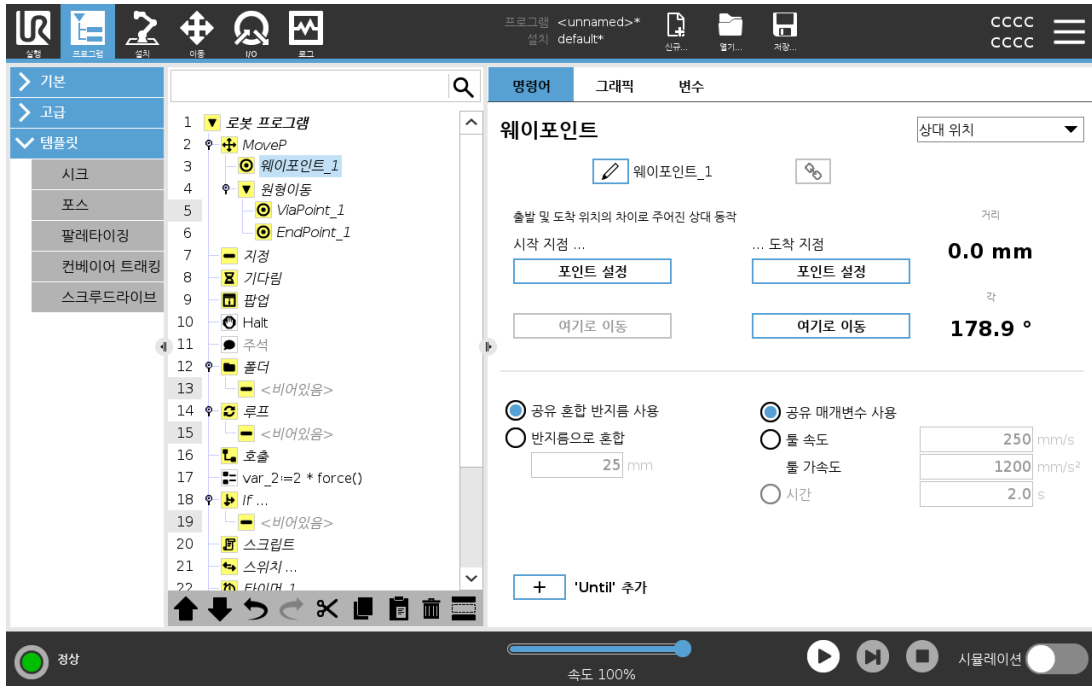 UR
실행
프로그램
설치
이동
I/O
로그
프로그램 <unnamed>*
설치 default*
신규...
열기...
저장...
CCCC
CCCC
기본
고급
템플릿
시크
포스
팔레타이징
컨베이어 트래킹
스크루드라이브
1 로봇 프로그램
2 MoveP
3 웨이포인트_1
4 원형이동
5 ViaPoint_1
6 EndPoint_1
7 지정
8 기다림
9 팝업
10 Halt
11 주석
12 폴더
13 <비어있음>
14 루프
15 <비어있음>
16 호출
17 var_2:=2 * force()
18 If ...
19 <비어있음>
20 스크립트
21 스위치 ...
22 타이머_1
명령어
그래픽
변수
웨이포인트
상대 위치
웨이포인트_1
출발 및 도착 위치의 차이로 주어진 상대 동작
거리
시작 지점 ...
... 도착 지점
0.0 mm
포인트 설정
포인트 설정
각
여기로 이동
여기로 이동
178.9 °
공유 혼합 반지름 사용
공유 매개변수 사용
반지름으로 혼합
툴 속도
250 mm/s
25 mm
툴 가속도
1200 mm/s²
시간
2.0 s
+
'Until' 추가
정상
속도 100%
시뮬레이션